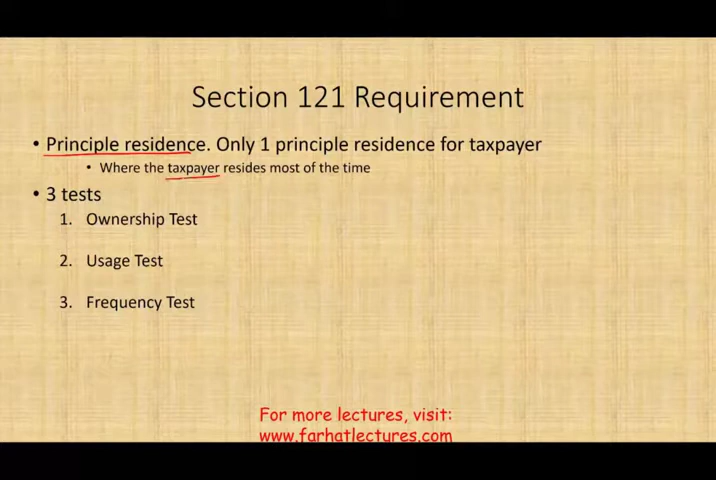 Section 121 Requirement
• Principle residence. Only 1 principle residence for taxpayer
• Where the taxpayer resides most of the time
• 3 tests
1. Ownership Test
2. Usage Test
3. Frequency Test
For more lectures, visit:
www.farhatlectures.com